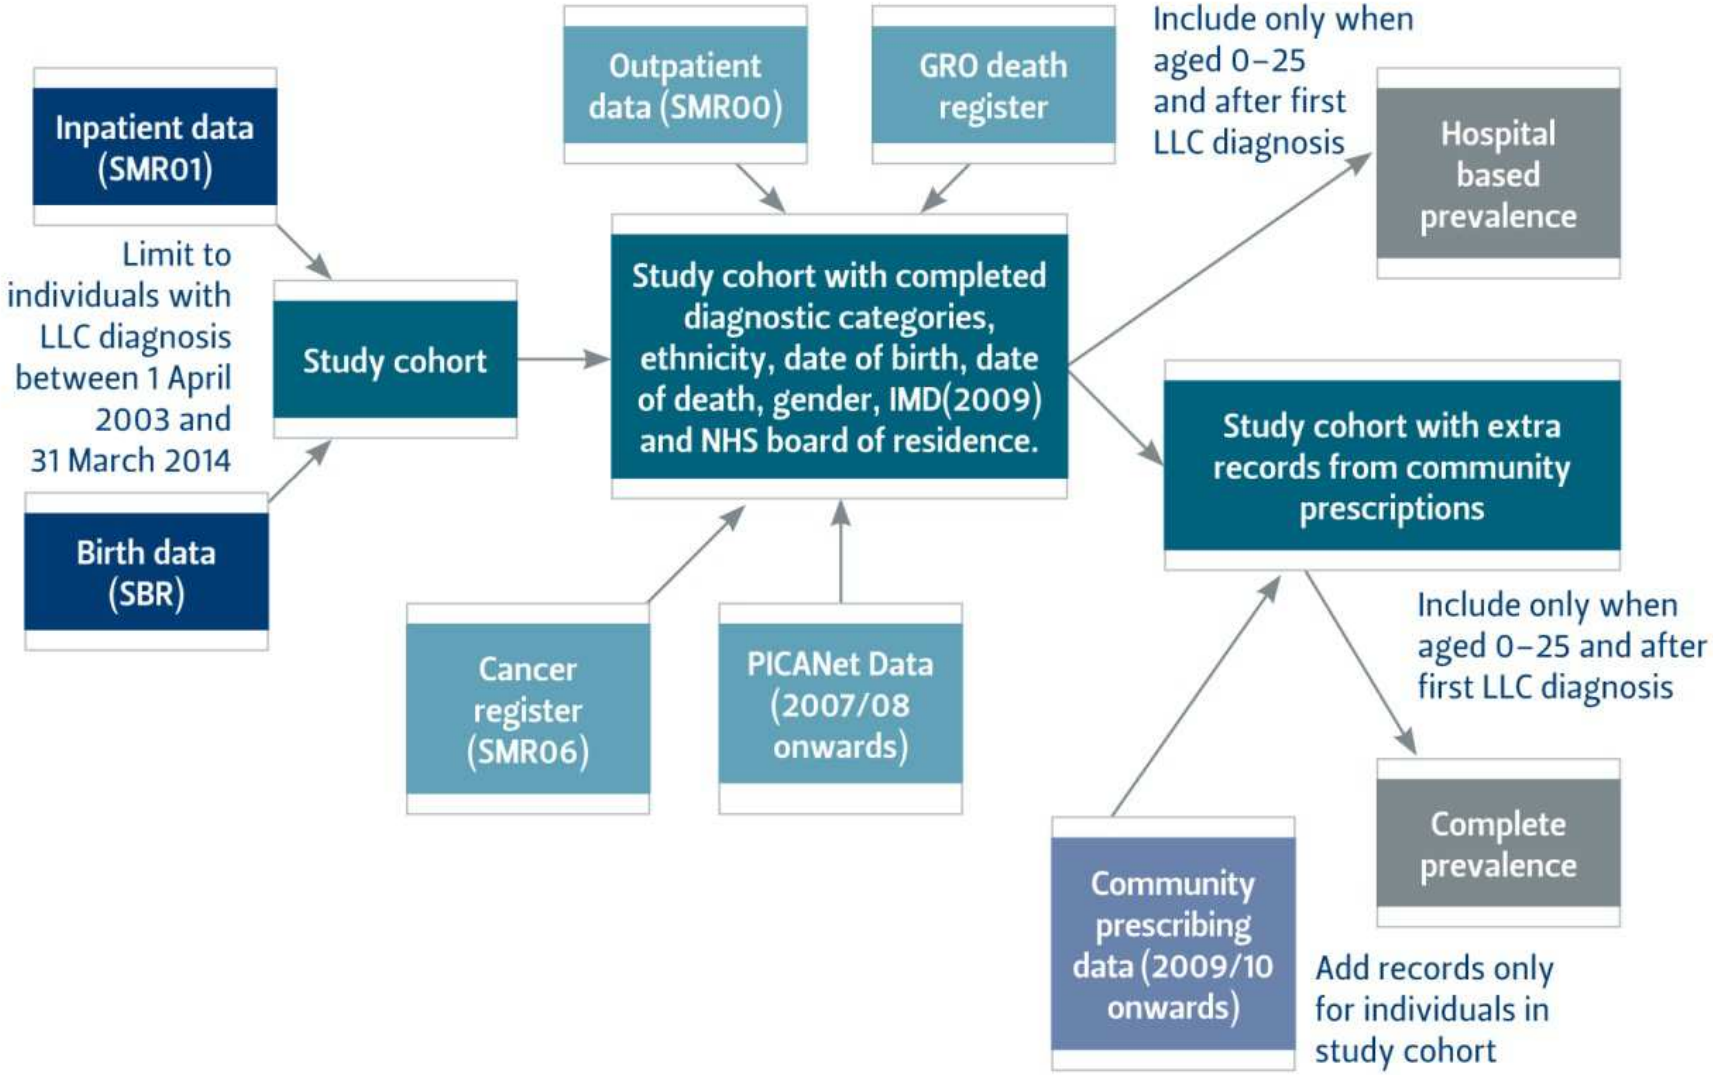 Inpatient data
(SMR01)
Limit to
individuals with
LLC diagnosis
between 1 April
2003 and
31 March 2014
Birth data
(SBR)
Study cohort
Outpatient
data (SMR00)
GRO death
register
Study cohort with completed
diagnostic categories,
ethnicity, date of birth, date
of death, gender, IMD(2009)
and NHS board of residence.
Cancer
register
(SMR06)
PICANet Data
(2007/08
onwards)
Include only when
aged 0–25
and after first
LLC diagnosis
Hospital
based
prevalence
Study cohort with extra
records from community
prescriptions
Include only when
aged 0–25 and after
first LLC diagnosis
Complete
prevalence
Community
prescribing
data (2009/10
onwards)
Add records only
for individuals in
study cohort